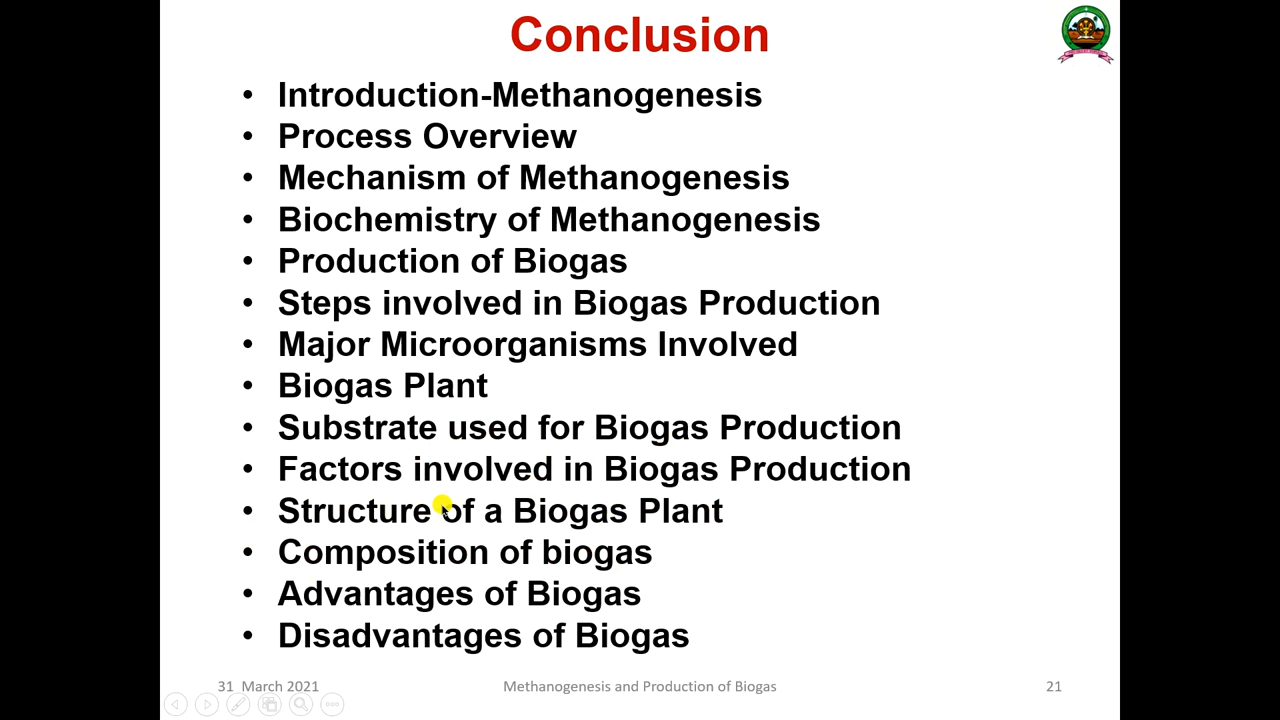 Conclusion
• Introduction-Methanogenesis
• Process Overview
• Mechanism of Methanogenesis
• Biochemistry of Methanogenesis
• Production of Biogas
• Steps involved in Biogas Production
• Major Microorganisms Involved
• Biogas Plant
• Substrate used for Biogas Production
• Factors involved in Biogas Production
• Structure of a Biogas Plant
• Composition of biogas
• Advantages of Biogas
• Disadvantages of Biogas
31 March 2021
Methanogenesis and Production of Biogas
21